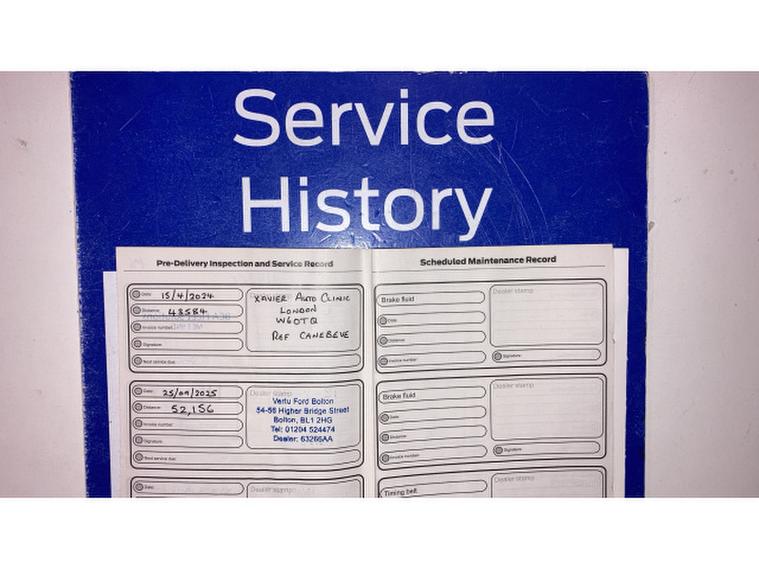 Service
History
Pre-Delivery Inspection and Service Record
Date 15/4/2024
Distance 43584
Invoice number
Signature
Next service due
XAVIER AUTO CLINIC
LONDON
W60TQ
REF CANEBEVE
Date 25/09/2025
Distance 52,156
Invoice number
Signature
Next service due
Dealer stamp
Vertu Ford Bolton
54-56 Higher Bridge Street
Bolton, BL1 2HG
Tel: 01204 524474
Dealer: 63266AA
Date
Dealer stamp
Scheduled Maintenance Record
Brake fluid
Date
Distance
Invoice number
Dealer stamp
Signature
Brake fluid
Date
Distance
Invoice number
Dealer stamp
Signature
Timing belt
Dealer stamp